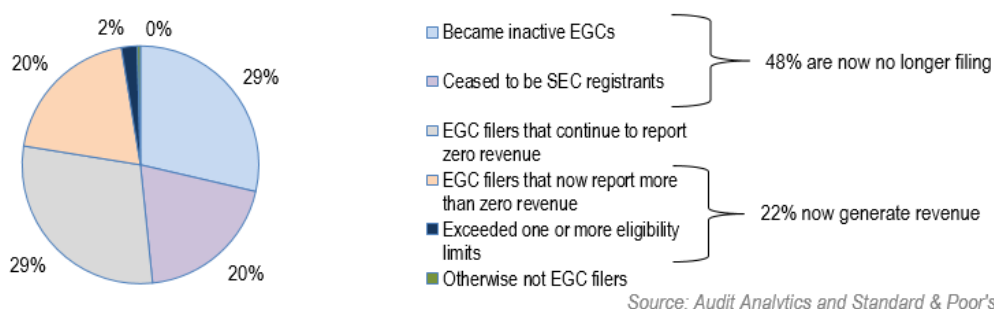 2%
0%
20%
29%
29%
20%
Became inactive EGCs
Ceased to be SEC registrants
48% are now no longer filing
EGC filers that continue to report
zero revenue
EGC filers that now report more
than zero revenue
Exceeded one or more eligibility
limits
22% now generate revenue
Otherwise not EGC filers
Source: Audit Analytics and Standard & Poor's